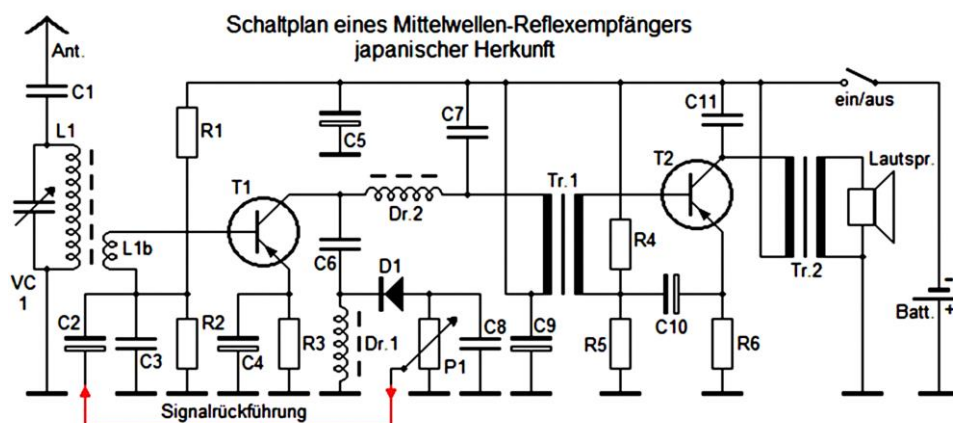 Schaltplan eines Mittelwellen-Reflexempfängers
japanischer Herkunft
Ant.
C1
L1
VC
1
L1b
R1
C5
C7
C11
ein/aus
T1
Dr.2
Tr.1
T2
Lautspr.
C6
D1
R4
Tr.2
C2
C3
R2
C4
R3
Dr.1
P1
C8
C9
R5
C10
R6
Batt.
-
+
Signalrückführung